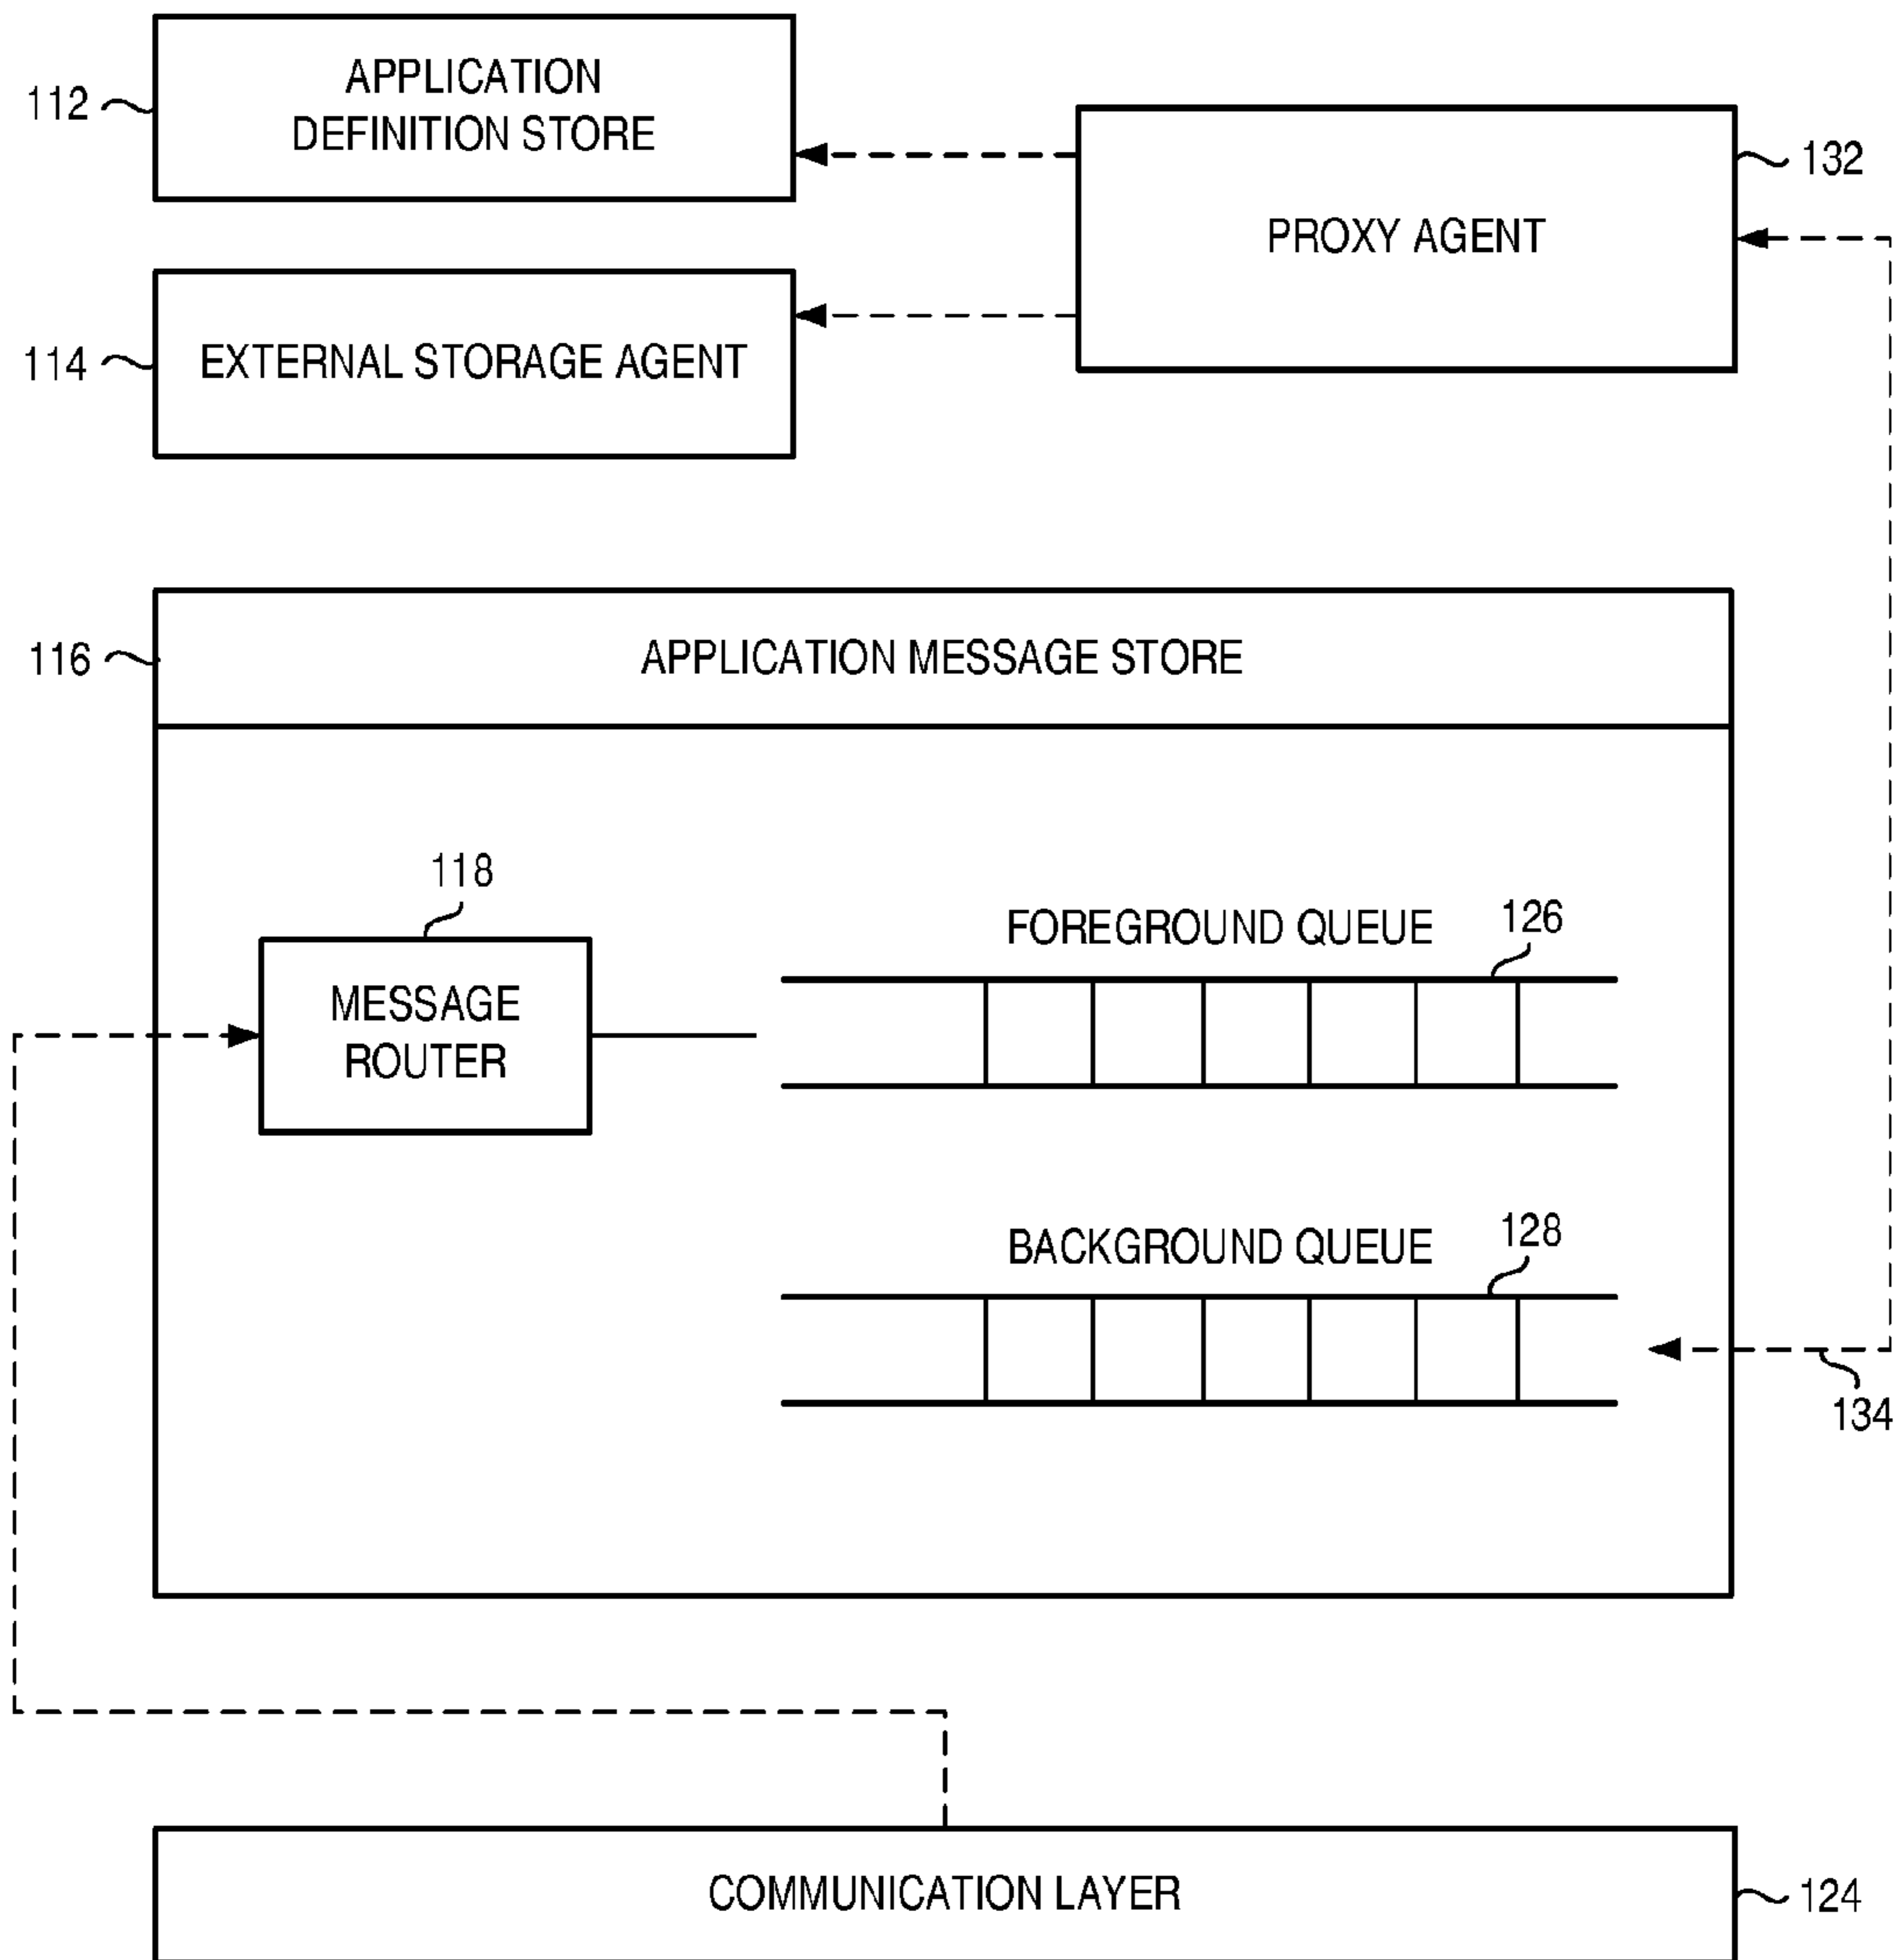 APPLICATION
DEFINITION STORE
112
132
PROXY AGENT
EXTERNAL STORAGE AGENT
114
116
APPLICATION MESSAGE STORE
118
MESSAGE
ROUTER
FOREGROUND QUEUE
126
BACKGROUND QUEUE
128
134
COMMUNICATION LAYER
124